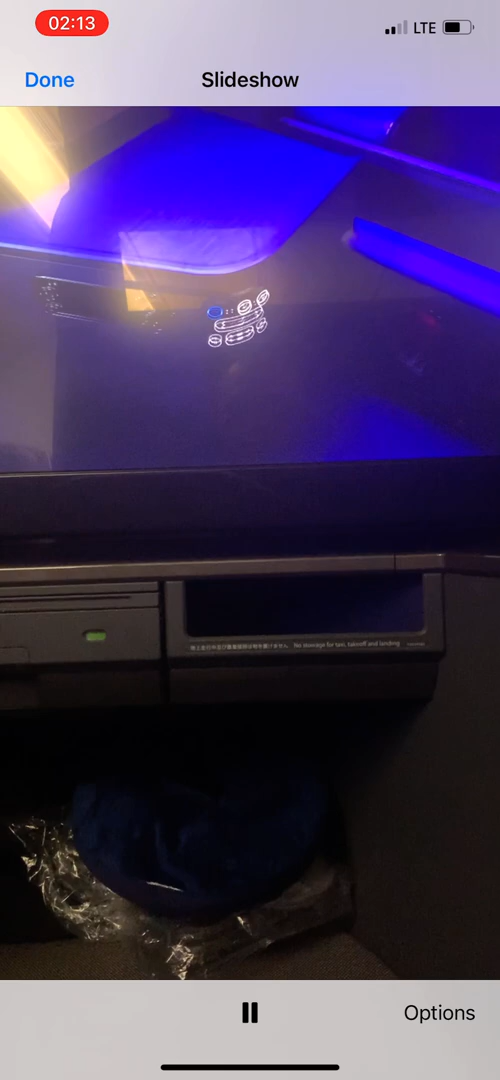 02:13
LTE
Done
Slideshow
No stowage for taxi, takeoff and landing
Options